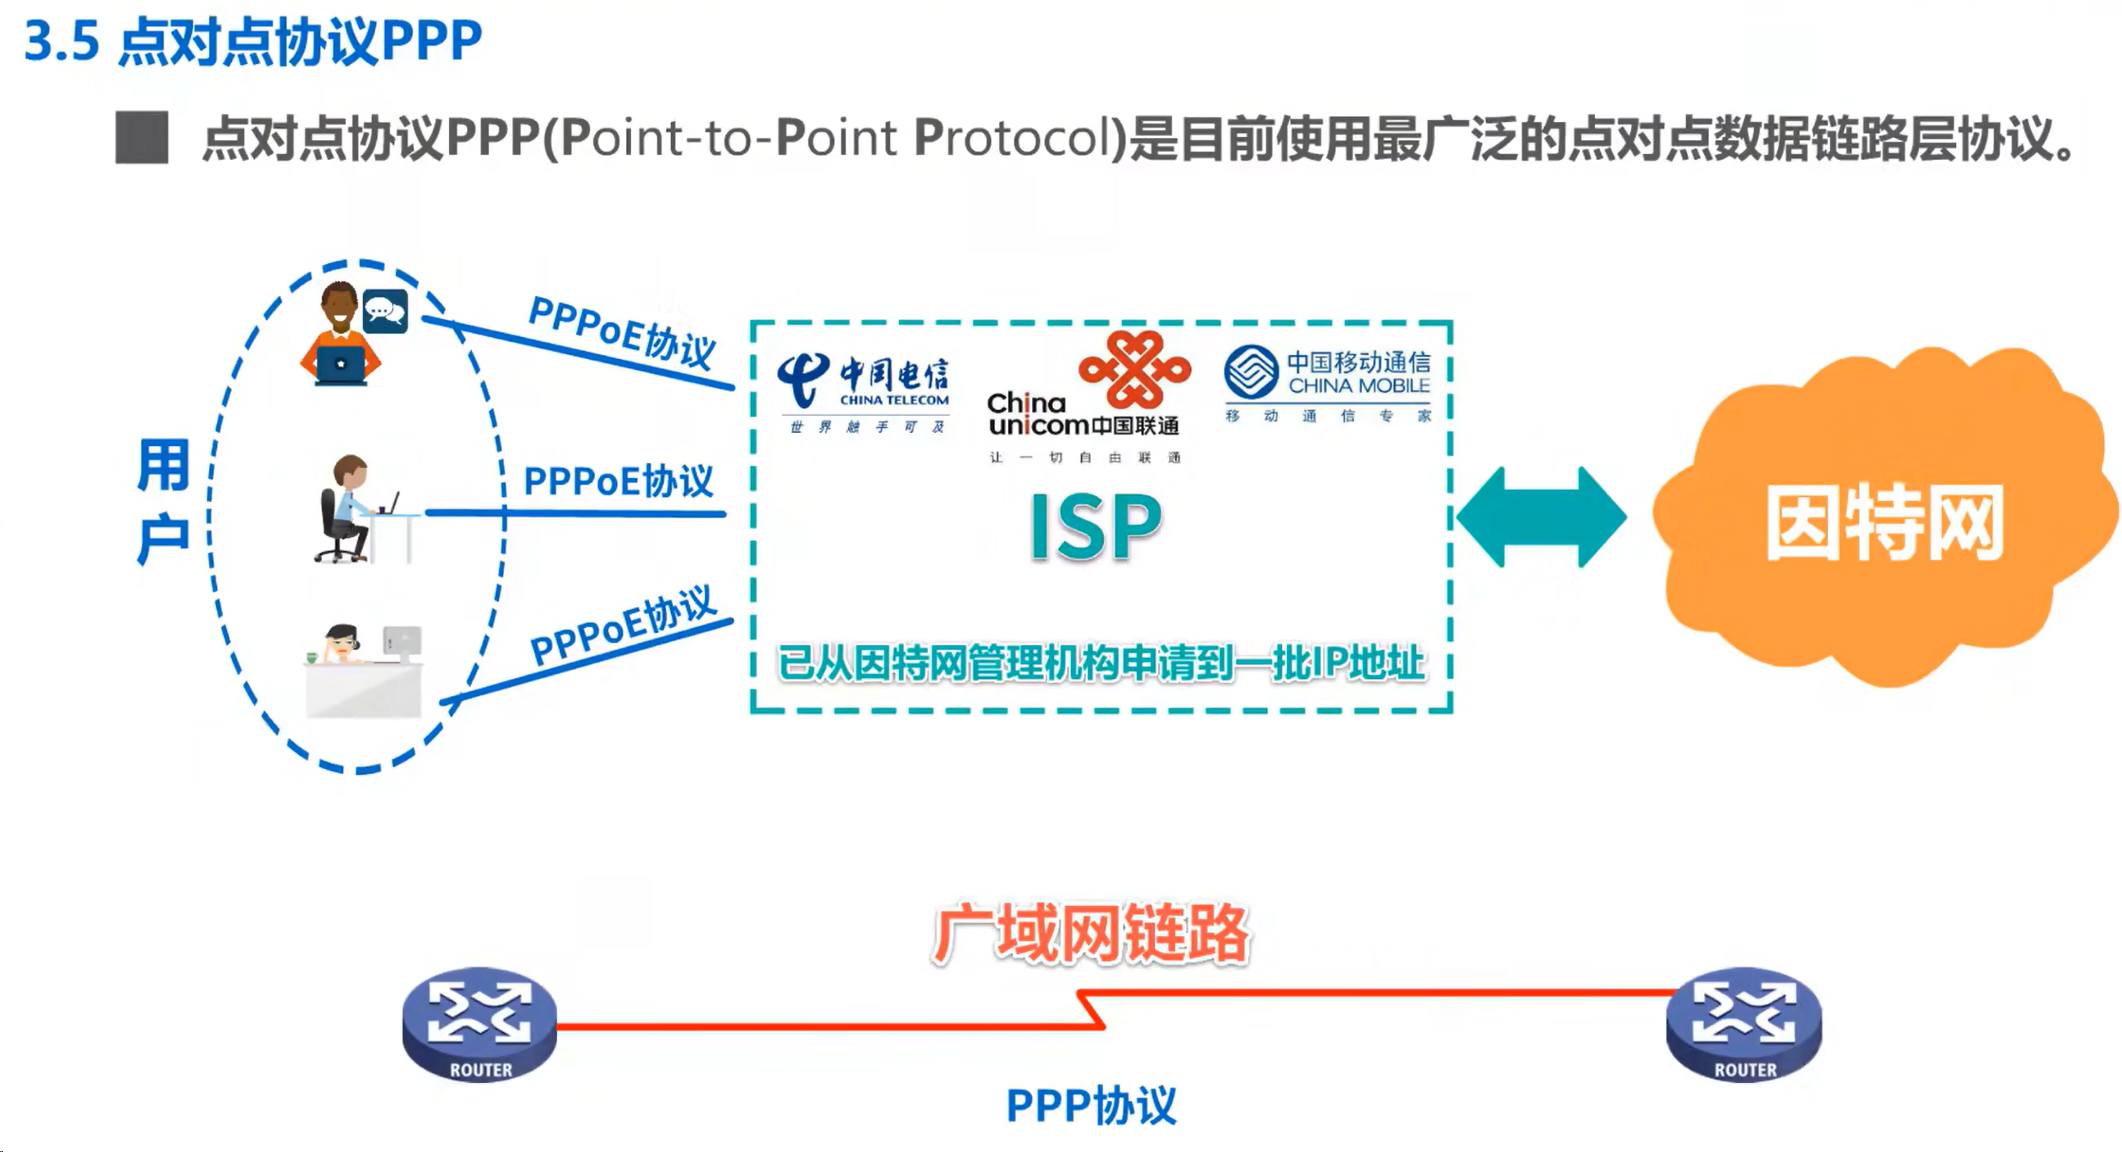 3.5 点对点协议PPP
点对点协议PPP(Point-to-Point Protocol)是目前使用最广泛的点对点数据链路层协议。
用户
PPPoE协议
PPPoE协议
PPPoE协议
中国电信
CHINA TELECOM
世界触手可及
China
unicom中国联通
让一切自由联通
中国移动通信
CHINA MOBILE
移动通信专家
ISP
已从因特网管理机构申请到一批IP地址
因特网
广域网链路
ROUTER
ROUTER
PPP协议